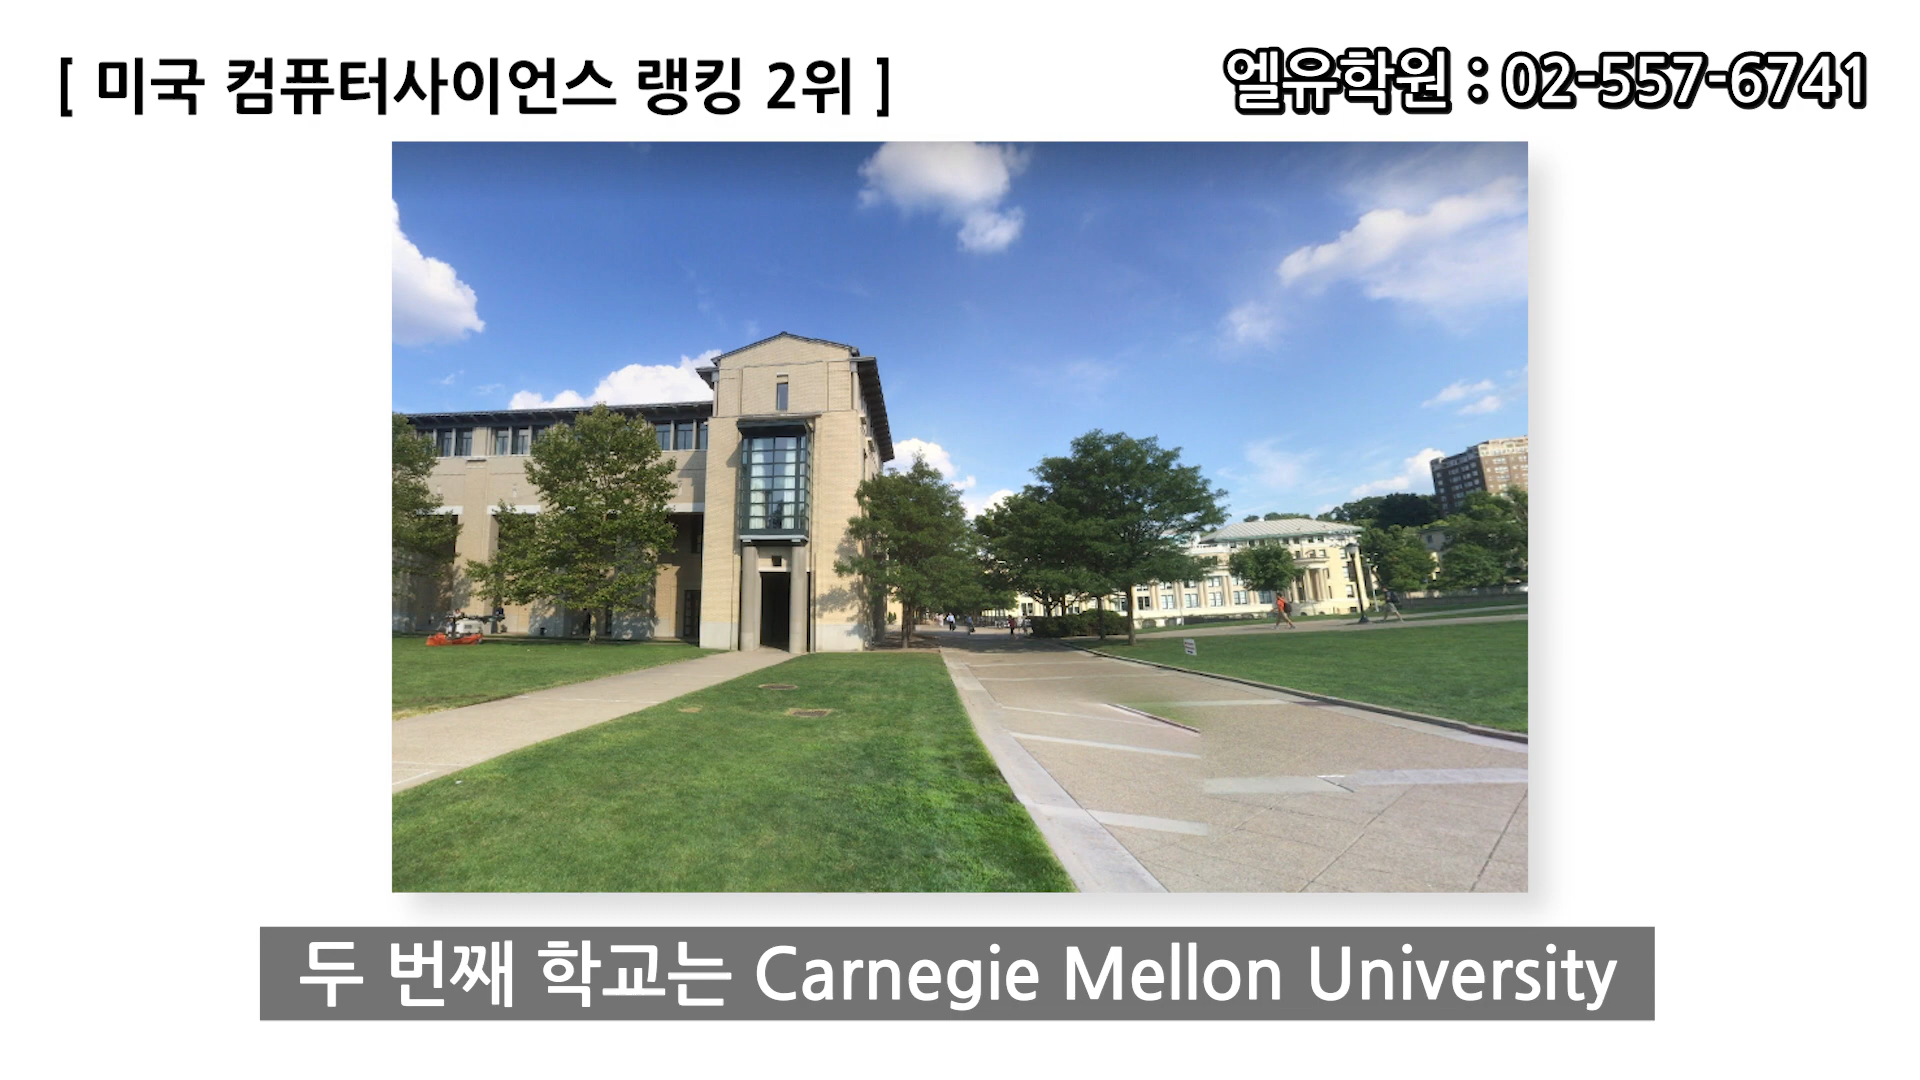 [ 미국 컴퓨터사이언스 랭킹 2위 ]
엘유학원 : 02-557-6741
두 번째 학교는 Carnegie Mellon University